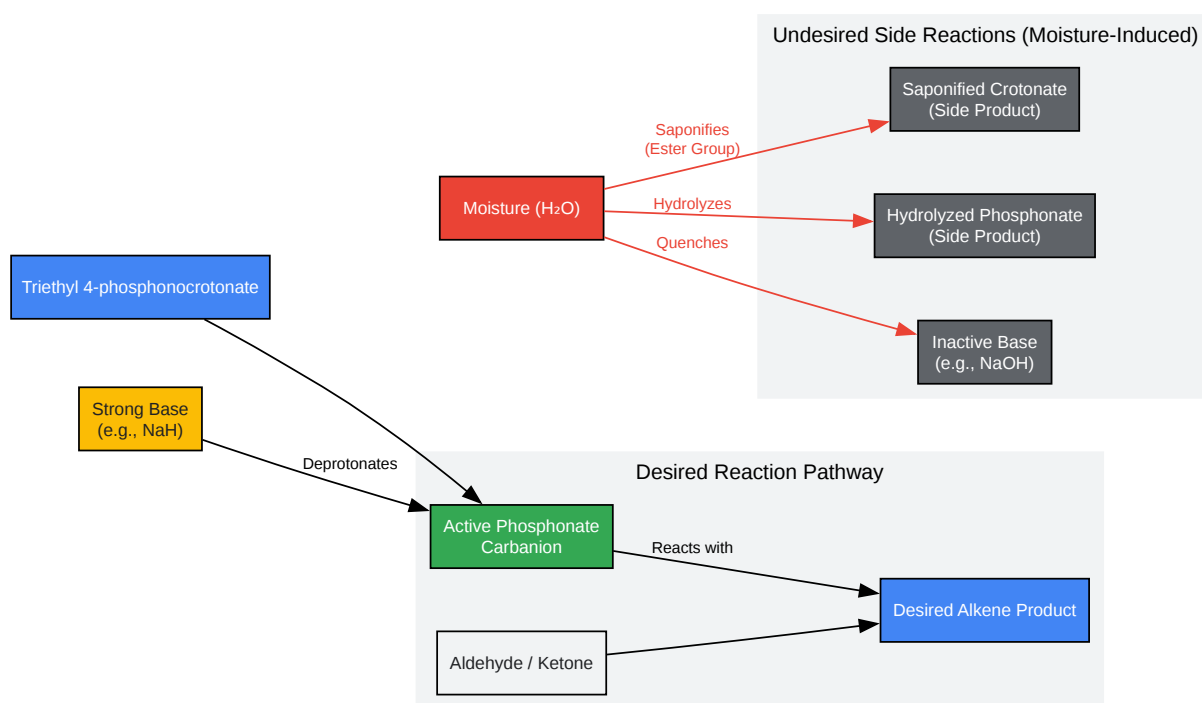 Undesired Side Reactions (Moisture-Induced)
Saponified Crotonate
(Side Product)
Saponifies
(Ester Group)
Moisture (H₂O)
Hydrolyzes
Hydrolyzed Phosphonate
(Side Product)
Quenches
Triethyl 4-phosphonocrotonate
Inactive Base
(e.g., NaOH)
Strong Base
(e.g., NaH)
Deprotonates
Desired Reaction Pathway
Active Phosphonate
Carbanion
Reacts with
Desired Alkene Product
Aldehyde / Ketone